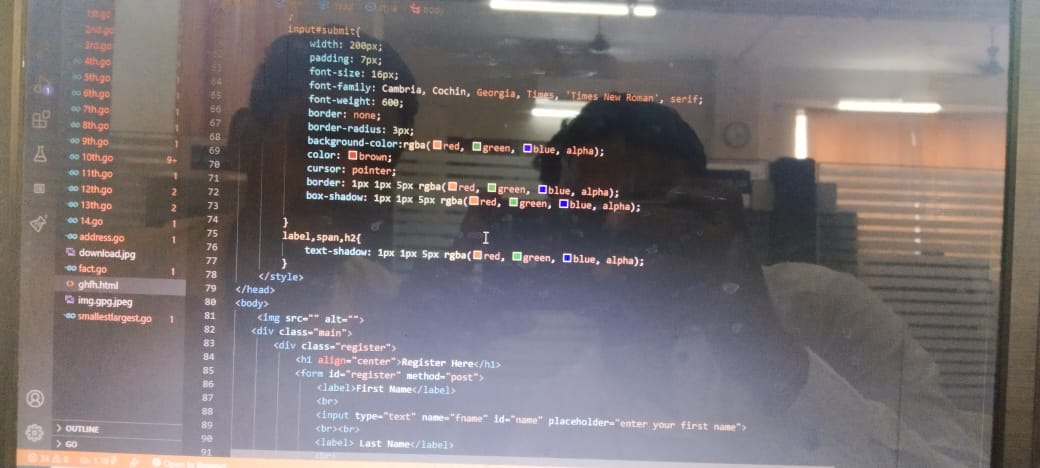 1st.go
2nd.go
3rd.go
4th.go
5th.go
6th.go
7th.go 1
8th.go 1
9th.go 1
10th.go 9+
11th.go 1
12th.go 2
13th.go 2
14.go 1
address.go 1
download.jpg
fact.go 1
ghfh.html
img.gpg.jpeg
smallestlargest.go 1
OUTLINE
GO
body
}
input#submit{
width: 200px;
padding: 7px;
font-size: 16px;
64 font-family: Cambria, Cochin, Georgia, Times, 'Times New Roman', serif;
65 font-weight: 600;
66 border: none;
67 border-radius: 3px;
68 background-color:rgba(red, green, blue, alpha);
69 color: brown;
70 cursor: pointer;
71 border: 1px 1px 5px rgba(red, green, blue, alpha);
72 box-shadow: 1px 1px 5px rgba(red, green, blue, alpha);
73
74 }
75 label,span,h2{
76 text-shadow: 1px 1px 5px rgba(red, green, blue, alpha);
77 }
78 </style>
79 </head>
80 <body>
81 <img src="" alt="">
82 <div class="main">
83 <div class="register">
84 <h1 align="center">Register Here</h1>
85 <form id="register" method="post">
86 <label>First Name</label>
87 <br>
88 <input type="text" name="fname" id="name" placeholder="enter your first name">
89 <br><br>
90 <label> Last Name</label>
91 <br>